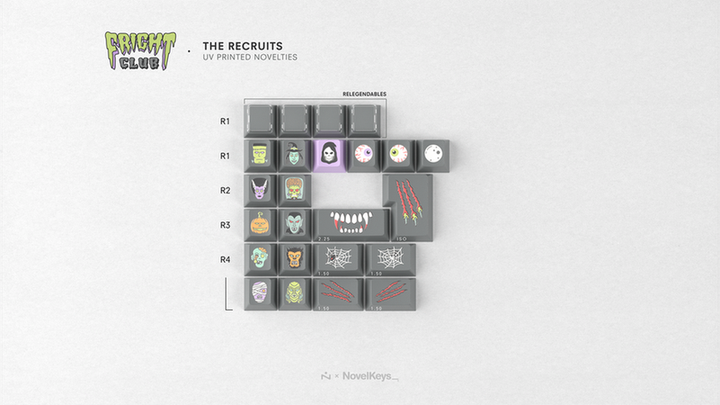 FRIGHT CLUB
THE RECRUITS
UV PRINTED NOVELTIES
RELEGENDABLES
R1
R1
R2
R3
2.25
ISO
R4
1.50
1.50
1.50
1.50
× NovelKeys_